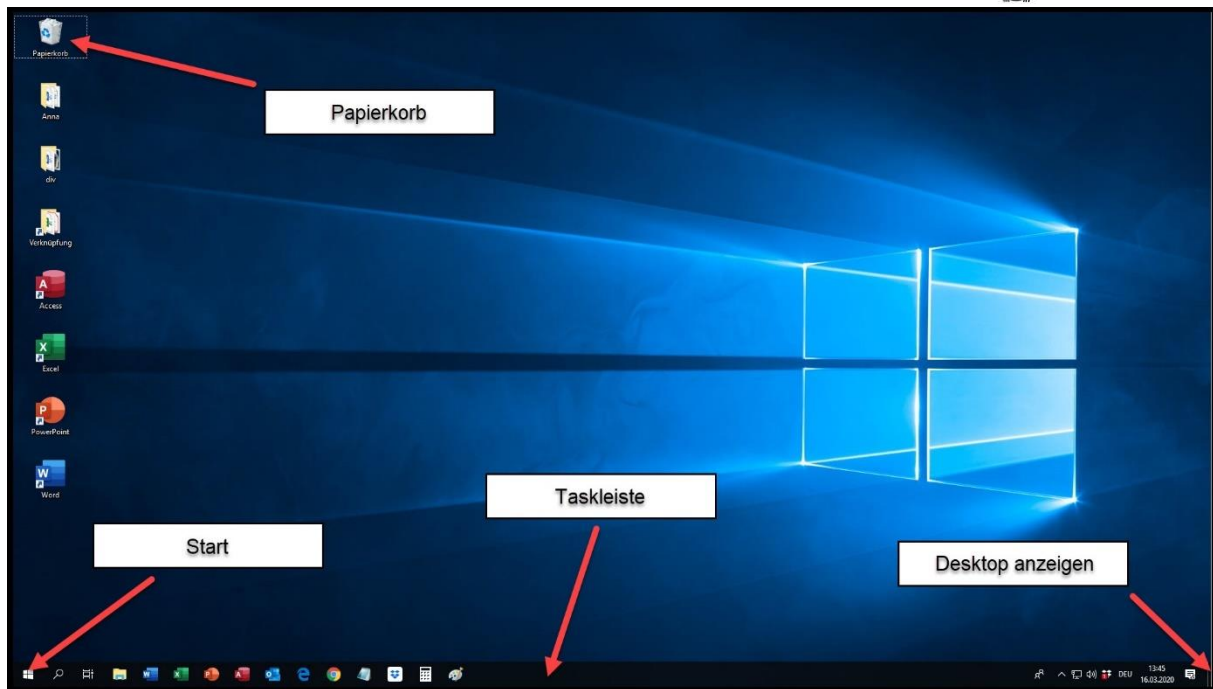 Papierkorb
Papierkorb
Anna
div
Verknüpfung
Access
Excel
PowerPoint
Word
Taskleiste
Start
Desktop anzeigen
DEU
13:45
16.03.2020